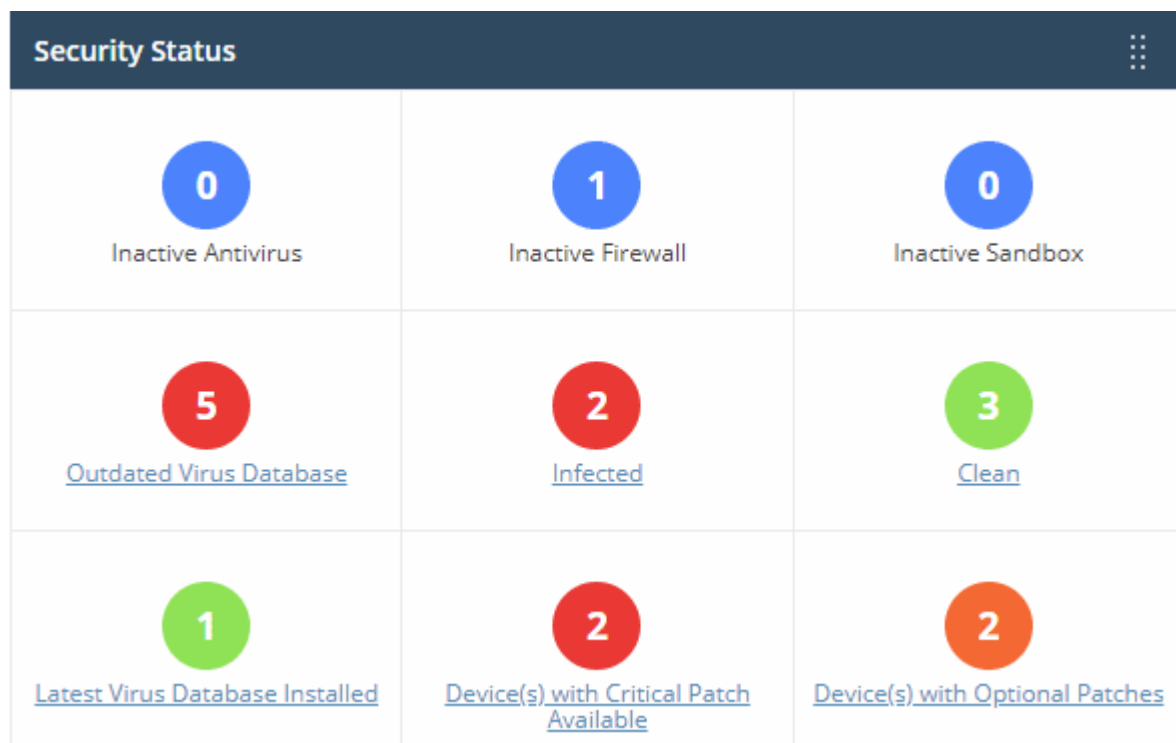 Security Status
0
Inactive Antivirus
1
Inactive Firewall
0
Inactive Sandbox
5
Outdated Virus Database
2
Infected
3
Clean
1
Latest Virus Database Installed
2
Device(s) with Critical Patch
Available
2
Device(s) with Optional Patches